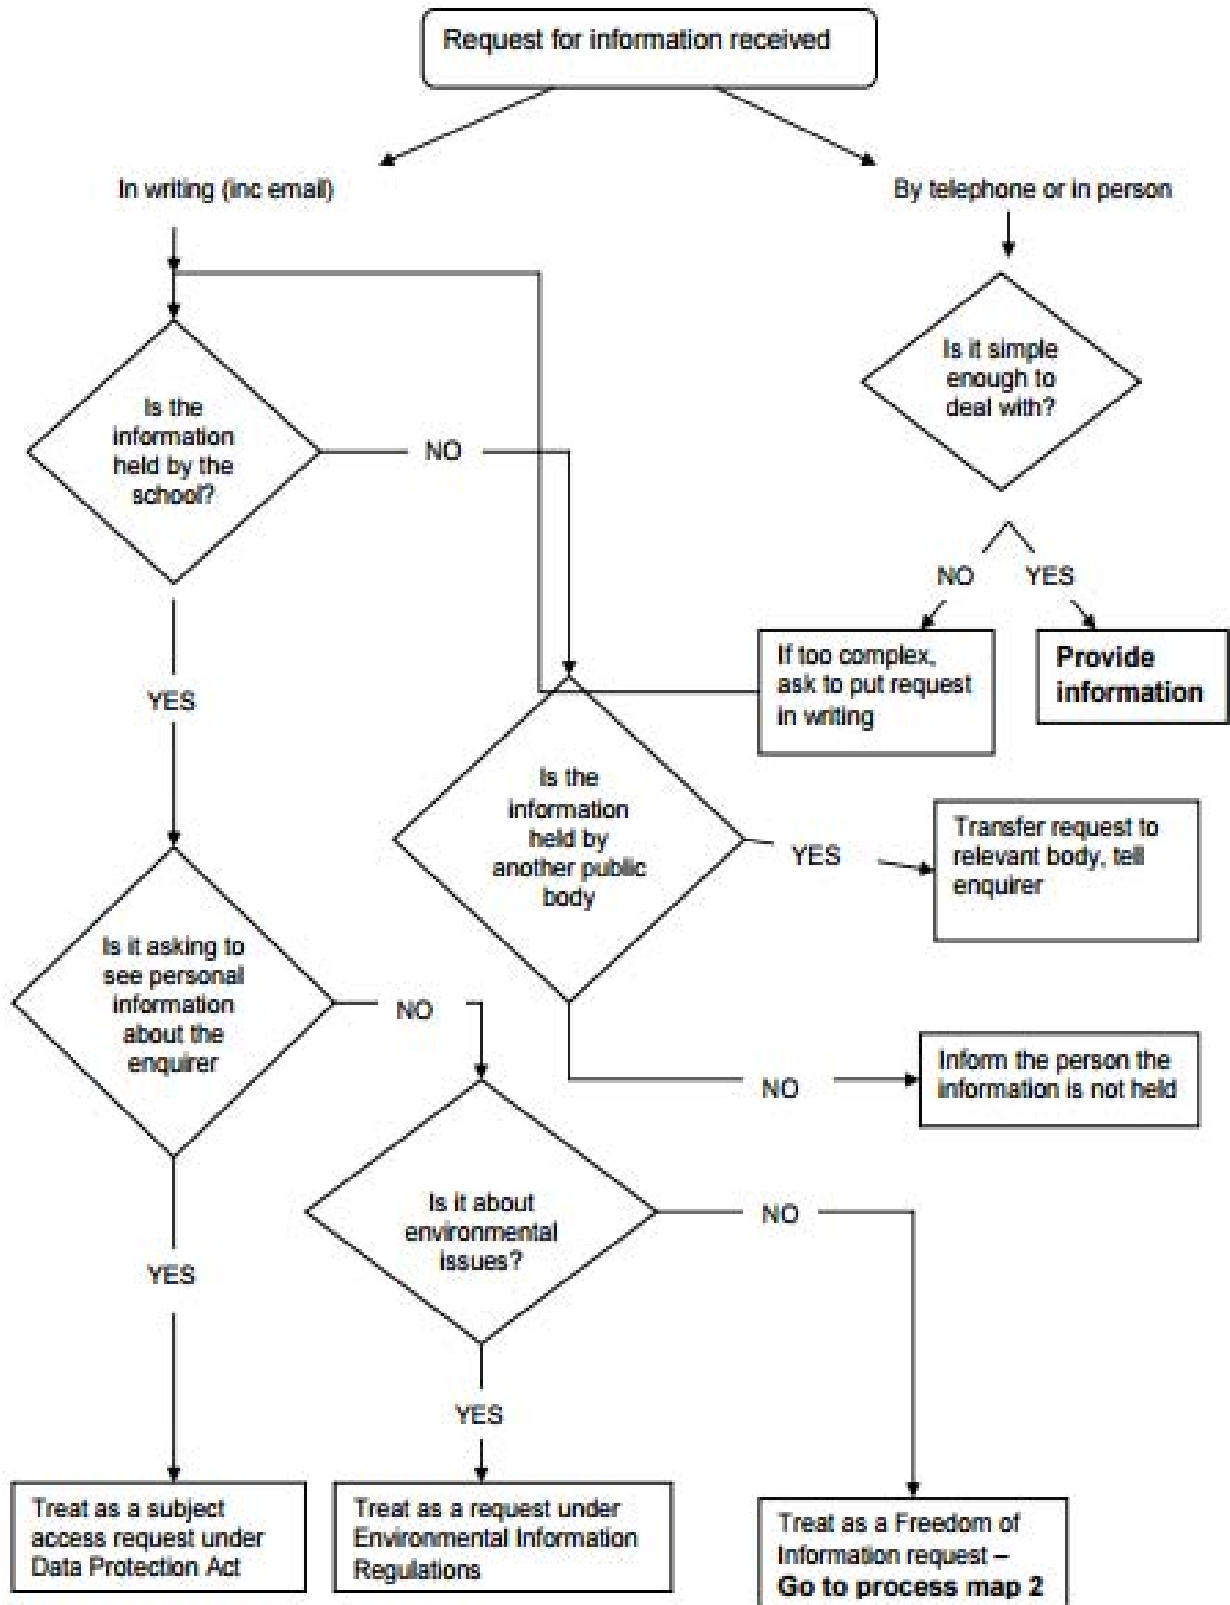 Request for information received
In writing (inc email)
By telephone or in person
Is it simple
enough to
deal with?
Is the
information
held by the
school?
NO
NO
YES
If too complex,
ask to put request
in writing
Provide
information
YES
Is the
information
held by
another public
body
YES
Transfer request to
relevant body, tell
enquirer
Is it asking to
see personal
information
about the
enquirer
NO
NO
Inform the person the
information is not held
Is it about
environmental
issues?
NO
YES
YES
Treat as a subject
access request under
Data Protection Act
Treat as a request under
Environmental Information
Regulations
Treat as a Freedom of
Information request –
Go to process map 2